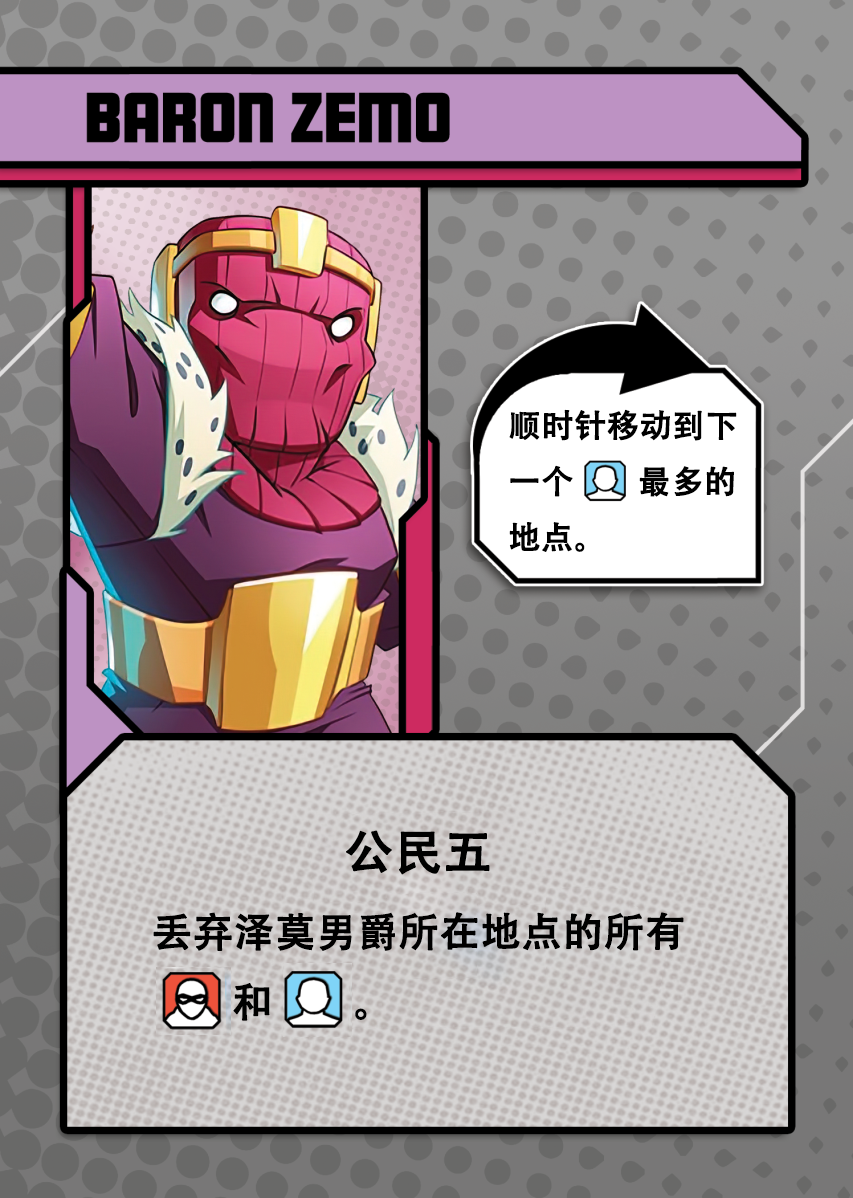 BARON ZEMO
顺时针移动到下
一个 最多的
地点。
公民五
丢弃泽莫男爵所在地点的所有
和 。